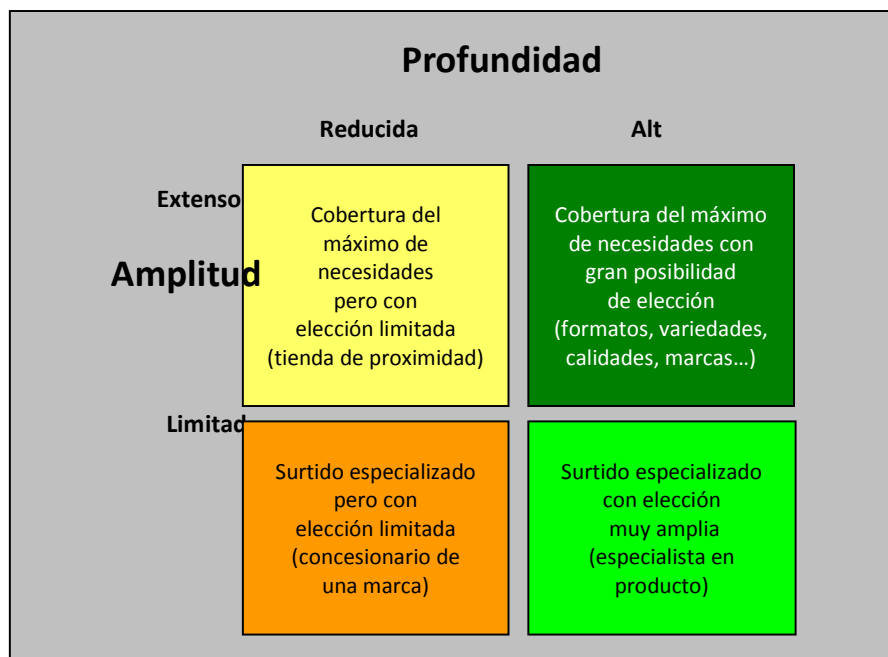 Profundidad
Reducida
Alt
Extenso
Amplitud
Limitad
Cobertura del
máximo de
necesidades
pero con
elección limitada
(tienda de proximidad)
Cobertura del máximo
de necesidades con
gran posibilidad
de elección
(formatos, variedades,
calidades, marcas…)
Surtido especializado
pero con
elección limitada
(concesionario de
una marca)
Surtido especializado
con elección
muy amplia
(especialista en
producto)